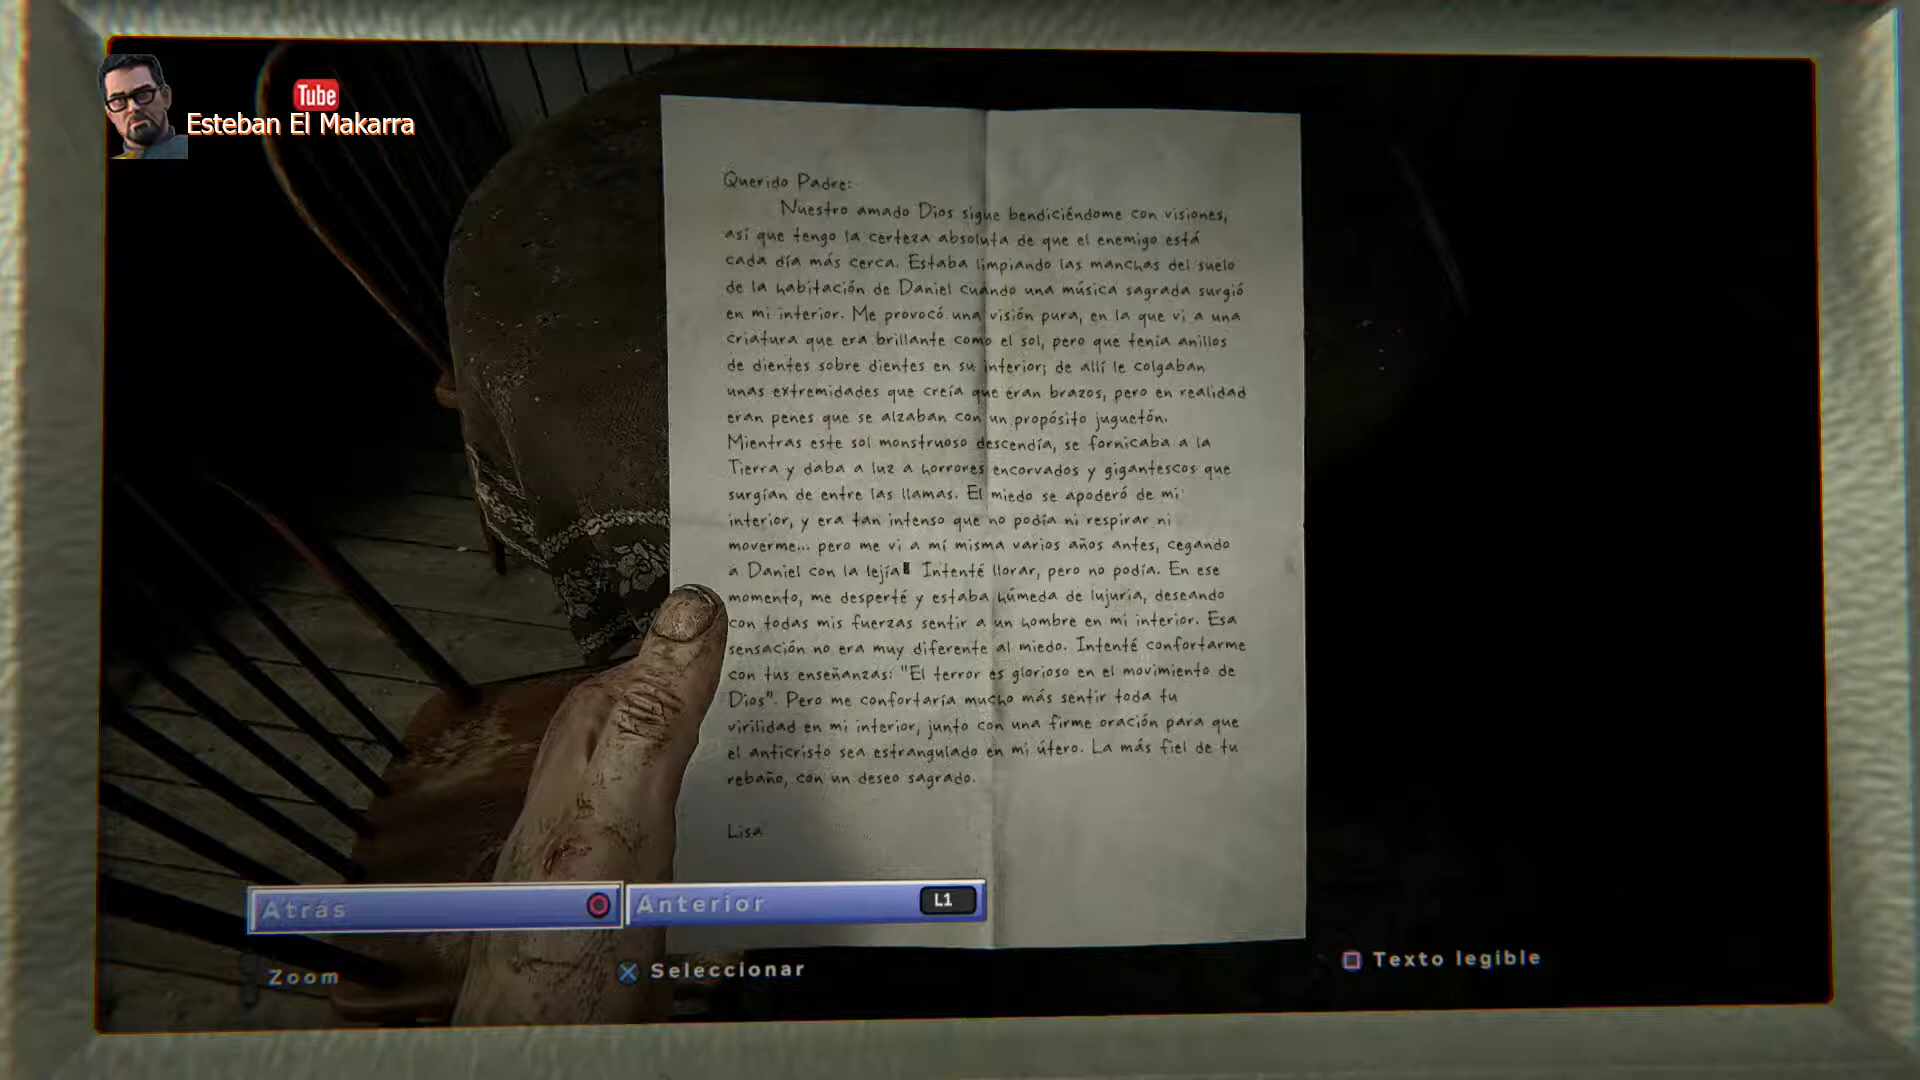 Tube
Esteban El Makarra
Querido Padre:
Nuestro amado Dios sigue bendiciéndome con visiones,
así que tengo la certeza absoluta de que el enemigo está
cada día más cerca. Estaba limpiando las manchas del suelo
de la habitación de Daniel cuando una música sagrada surgió
en mi interior. Me provocó una visión pura, en la que vi a una
criatura que era brillante como el sol, pero que tenía anillos
de dientes sobre dientes en su interior; de allí le colgaban
unas extremidades que creía que eran brazos, pero en realidad
eran penes que se alzaban con un propósito juguetón.
Mientras este sol monstruoso descendía, se fornicaba a la
Tierra y daba a luz a horrores encorvados y gigantescos que
surgían de entre las llamas. El miedo se apoderó de mi
interior, y era tan intenso que no podía ni respirar ni
moverme... pero me vi a mí misma varios años antes, cegando
a Daniel con la lejía Intenté llorar, pero no podía. En ese
momento, me desperté y estaba húmeda de lujuria, deseando
con todas mis fuerzas sentir a un hombre en mi interior. Esa
sensación no era muy diferente al miedo. Intenté confortarme
con tus enseñanzas: "El terror es glorioso en el movimiento de
Dios". Pero me confortaría mucho más sentir toda tu
virilidad en mi interior, junto con una firme oración para que
el anticristo sea estrangulado en mi útero. La más fiel de tu
rebaño, con un deseo sagrado.
Lisa
Atrás
Anterior L1
Zoom
Seleccionar
Texto legible